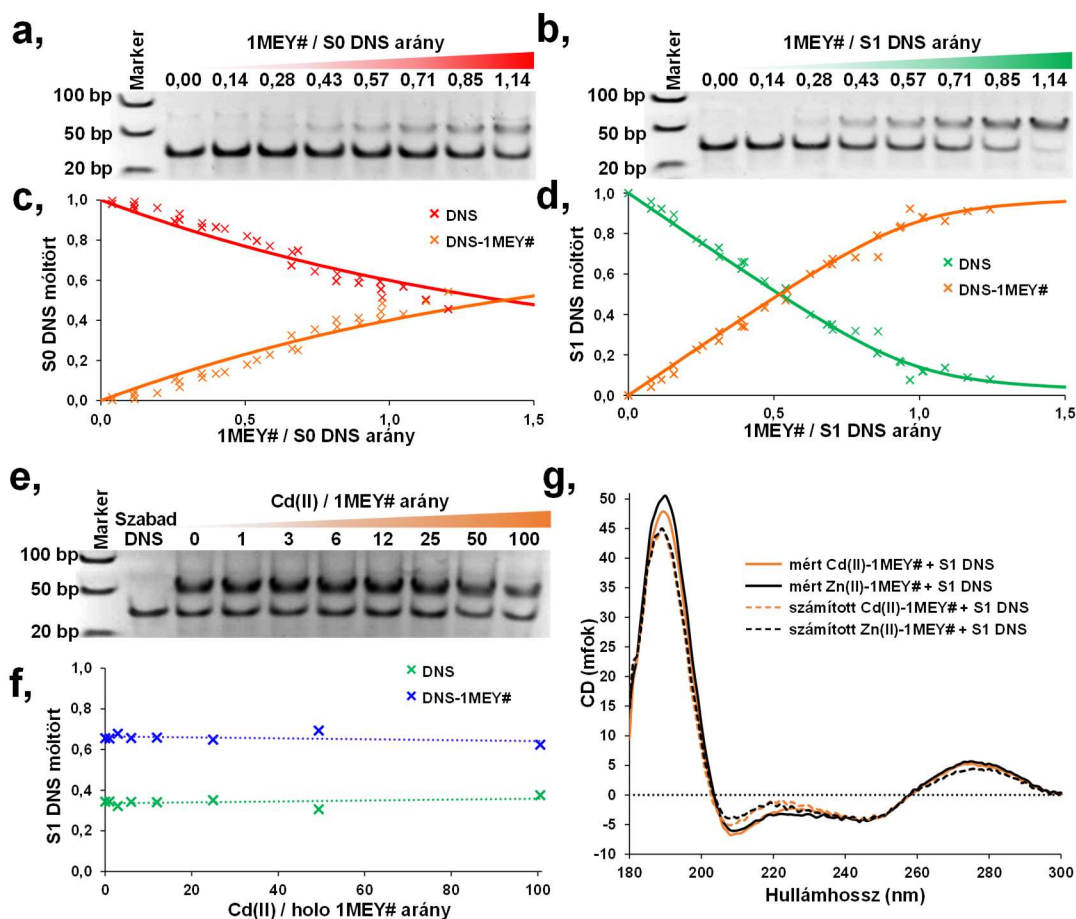 a,
1MEY# / S0 DNS arány
Marker
0,00 0,14 0,28 0,43 0,57 0,71 0,85 1,14
100 bp
50 bp
20 bp
b,
1MEY# / S1 DNS arány
Marker
0,00 0,14 0,28 0,43 0,57 0,71 0,85 1,14
100 bp
50 bp
20 bp
c,
S0 DNS móltört
1,0
0,8
0,6
0,4
0,2
0,0
DNS
DNS-1MEY#
0,0 0,5 1,0 1,5
1MEY# / S0 DNS arány
d,
S1 DNS móltört
1,0
0,8
0,6
0,4
0,2
0,0
DNS
DNS-1MEY#
0,0 0,5 1,0 1,5
1MEY# / S1 DNS arány
e,
Cd(II) / 1MEY# arány
Marker
Szabad
DNS
0 1 3 6 12 25 50 100
100 bp
50 bp
20 bp
f,
S1 DNS móltört
1,0
0,8
0,6
0,4
0,2
0,0
DNS
DNS-1MEY#
0 20 40 60 80 100
Cd(II) / holo 1MEY# arány
g,
CD (mfok)
50
45
40
35
30
25
20
15
10
5
0
-5
-10
mért Cd(II)-1MEY# + S1 DNS
mért Zn(II)-1MEY# + S1 DNS
számított Cd(II)-1MEY# + S1 DNS
számított Zn(II)-1MEY# + S1 DNS
180 200 220 240 260 280 300
Hullámhossz (nm)